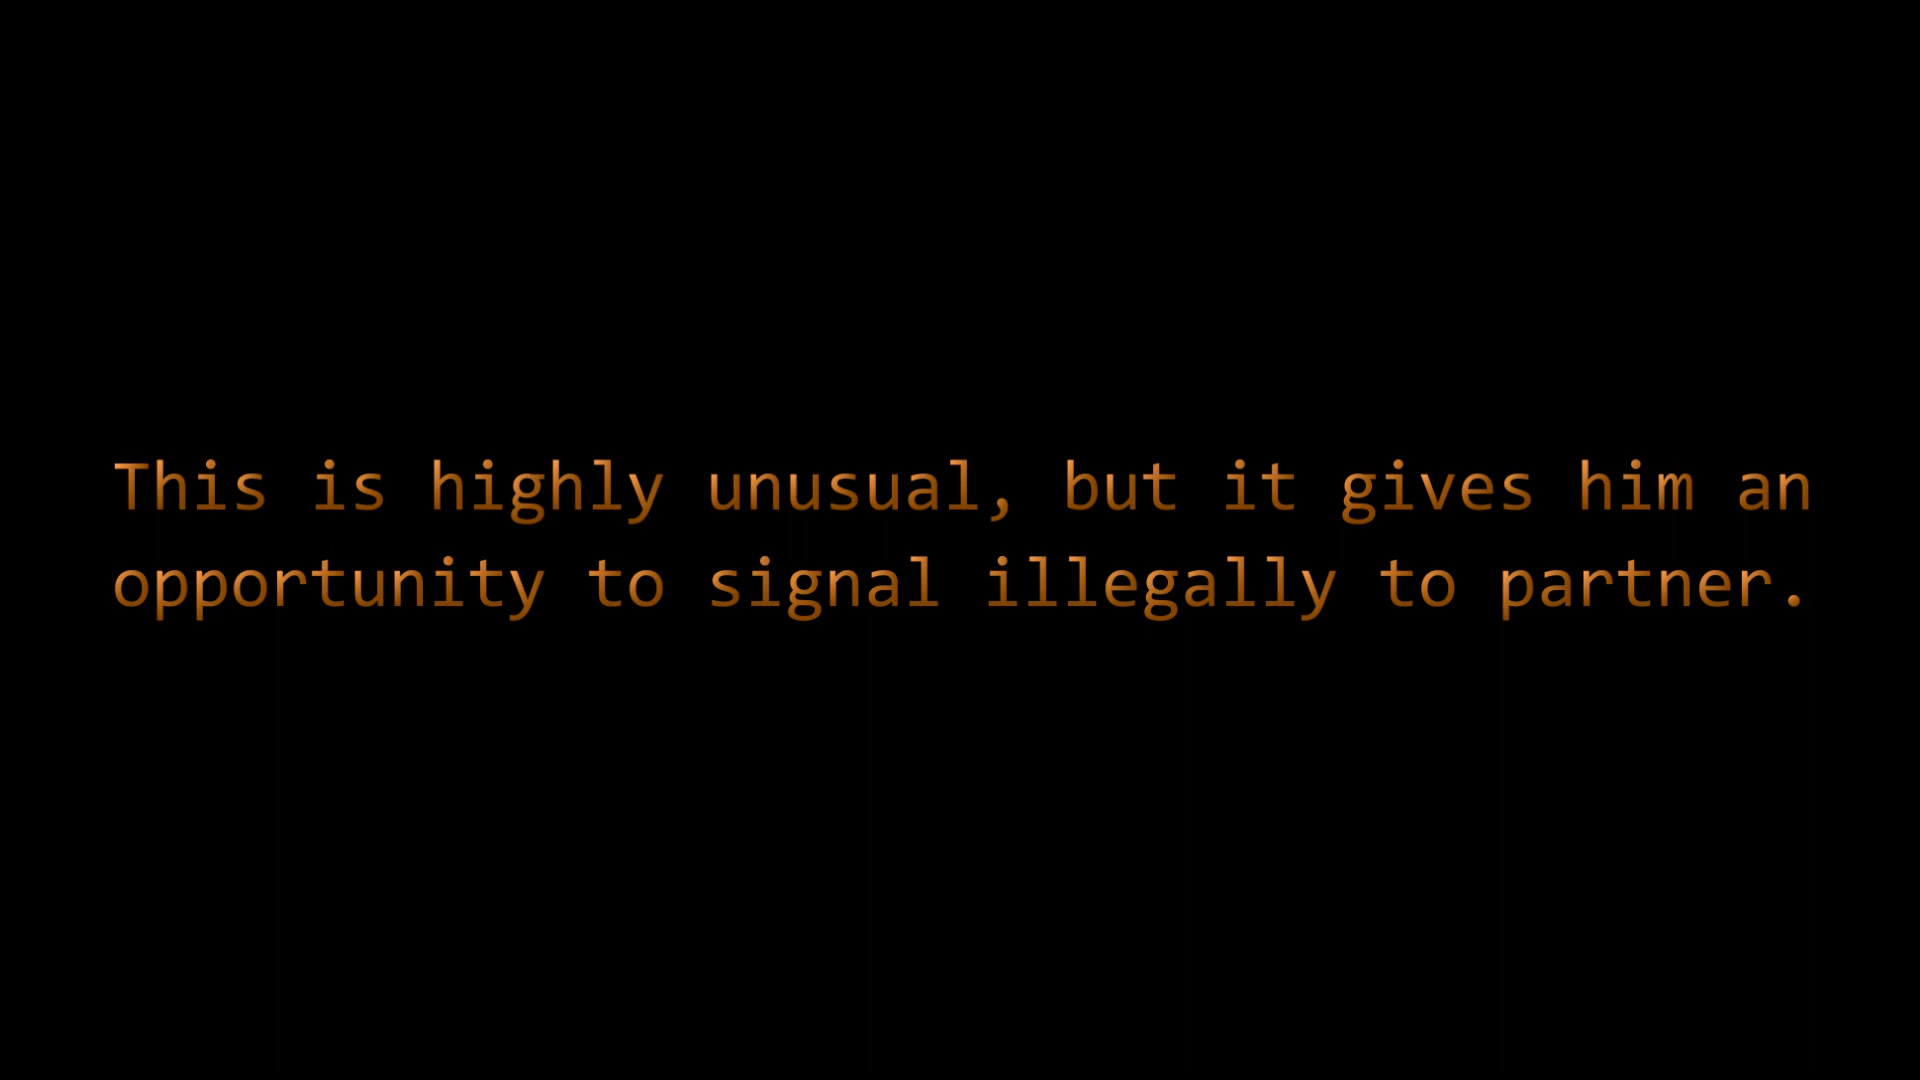 This is highly unusual, but it gives him an
opportunity to signal illegally to partner.